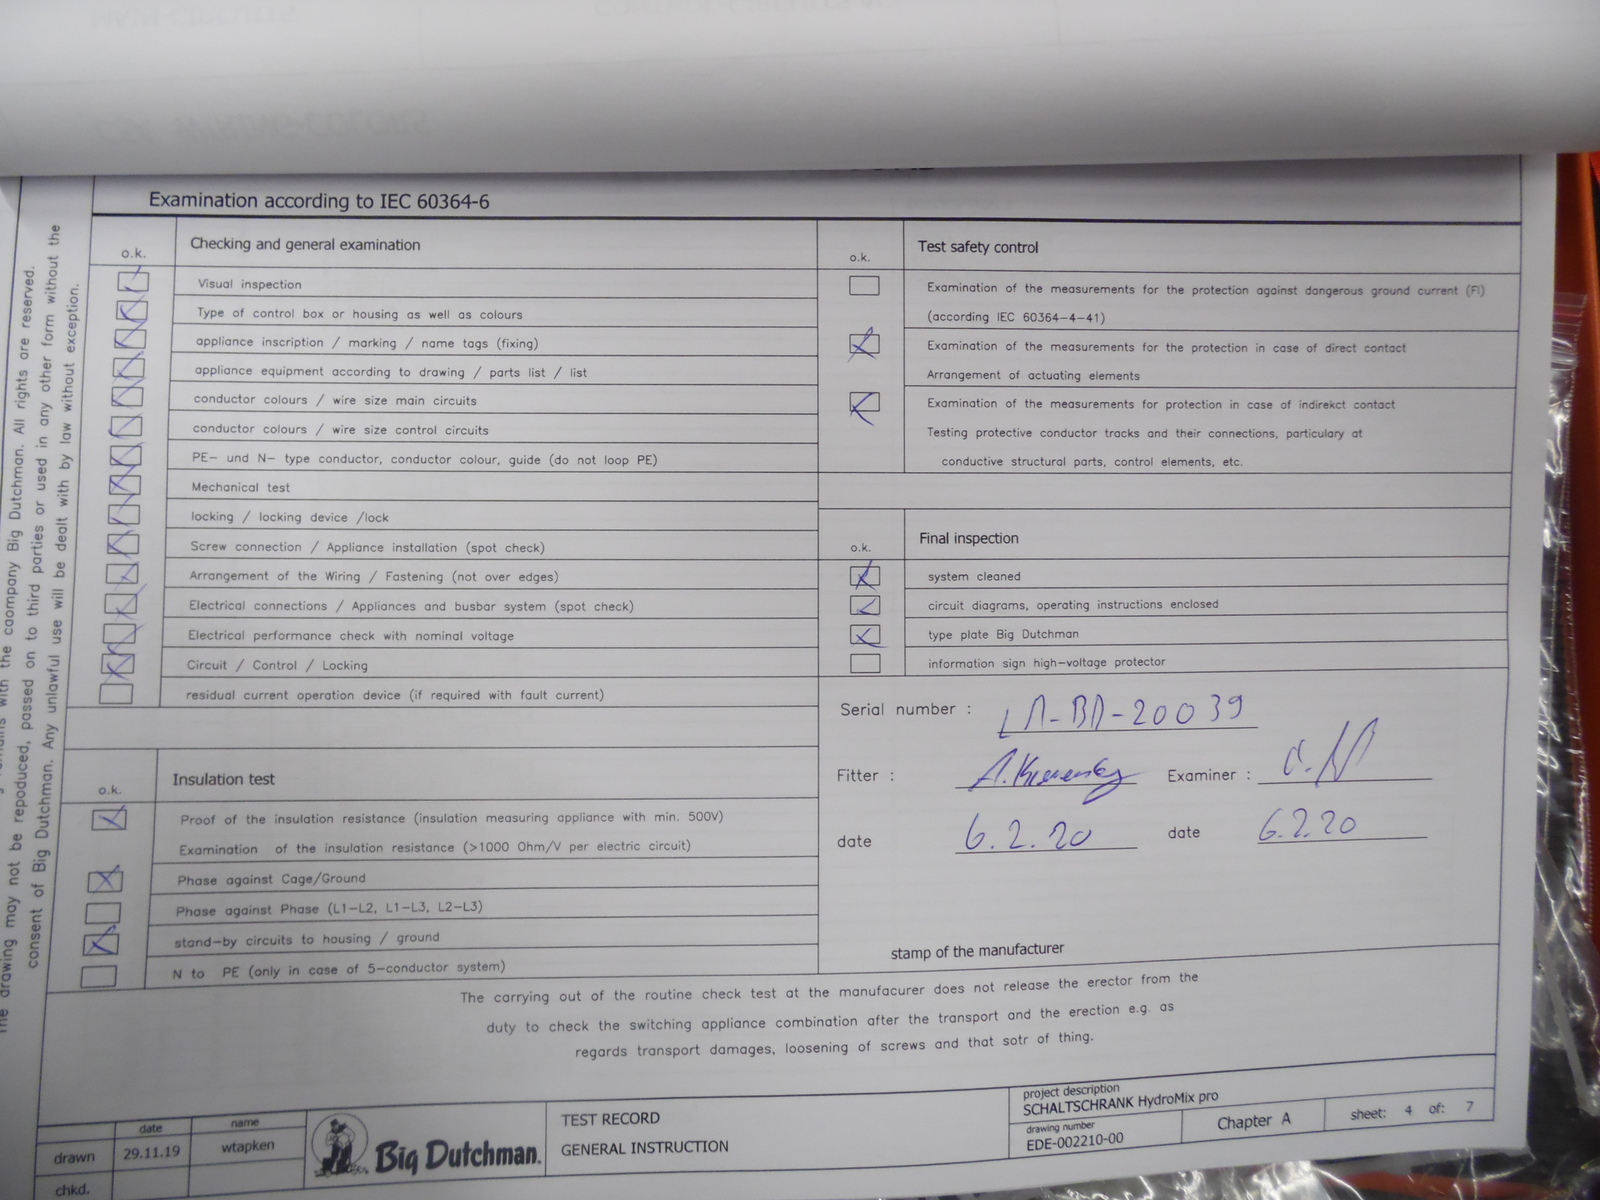 Examination according to IEC 60364-6
o.k.
Checking and general examination
Visual inspection
Type of control box or housing as well as colours
appliance inscription / marking / name tags (fixing)
appliance equipment according to drawing / parts list / list
conductor colours / wire size main circuits
conductor colours / wire size control circuits
PE- und N- type conductor, conductor colour, guide (do not loop PE)
Mechanical test
locking / locking device /lock
Screw connection / Appliance installation (spot check)
Arrangement of the Wiring / Fastening (not over edges)
Electrical connections / Appliances and busbar system (spot check)
Electrical performance check with nominal voltage
Circuit / Control / Locking
residual current operation device (if required with fault current)
o.k.
Insulation test
Proof of the insulation resistance (insulation measuring appliance with min. 500V)
Examination of the insulation resistance (>1000 Ohm/V per electric circuit)
Phase against Cage/Ground
Phase against Phase (L1-L2, L1-L3, L2-L3)
stand-by circuits to housing / ground
N to PE (only in case of 5-conductor system)
o.k.
Test safety control
Examination of the measurements for the protection against dangerous ground current (FI)
(according IEC 60364-4-41)
Examination of the measurements for the protection in case of direct contact
Arrangement of actuating elements
Examination of the measurements for protection in case of indirekct contact
Testing protective conductor tracks and their connections, particulary at
conductive structural parts, control elements, etc.
o.k.
Final inspection
system cleaned
circuit diagrams, operating instructions enclosed
type plate Big Dutchman
information sign high-voltage protector
Serial number :
Fitter :
Examiner :
date 6.2.20
date 6.2.20
stamp of the manufacturer
The carrying out of the routine check test at the manufacurer does not release the erector from the
duty to check the switching appliance combination after the transport and the erection e.g. as
regards transport damages, loosening of screws and that sotr of thing.
date name
drawn 29.11.19 wtapken
chkd.
Big Dutchman.
TEST RECORD
GENERAL INSTRUCTION
project description
SCHALTSCHRANK HydroMix pro
drawing number
EDE-002210-00
Chapter A
sheet: 4 of: 7
with the caompany Big Dutchman. All rights are reserved.
drawing may not be reproduced, passed on to third parties or used in any other form without the
consent of Big Dutchman. Any unlawful use will be dealt with by law without exception.